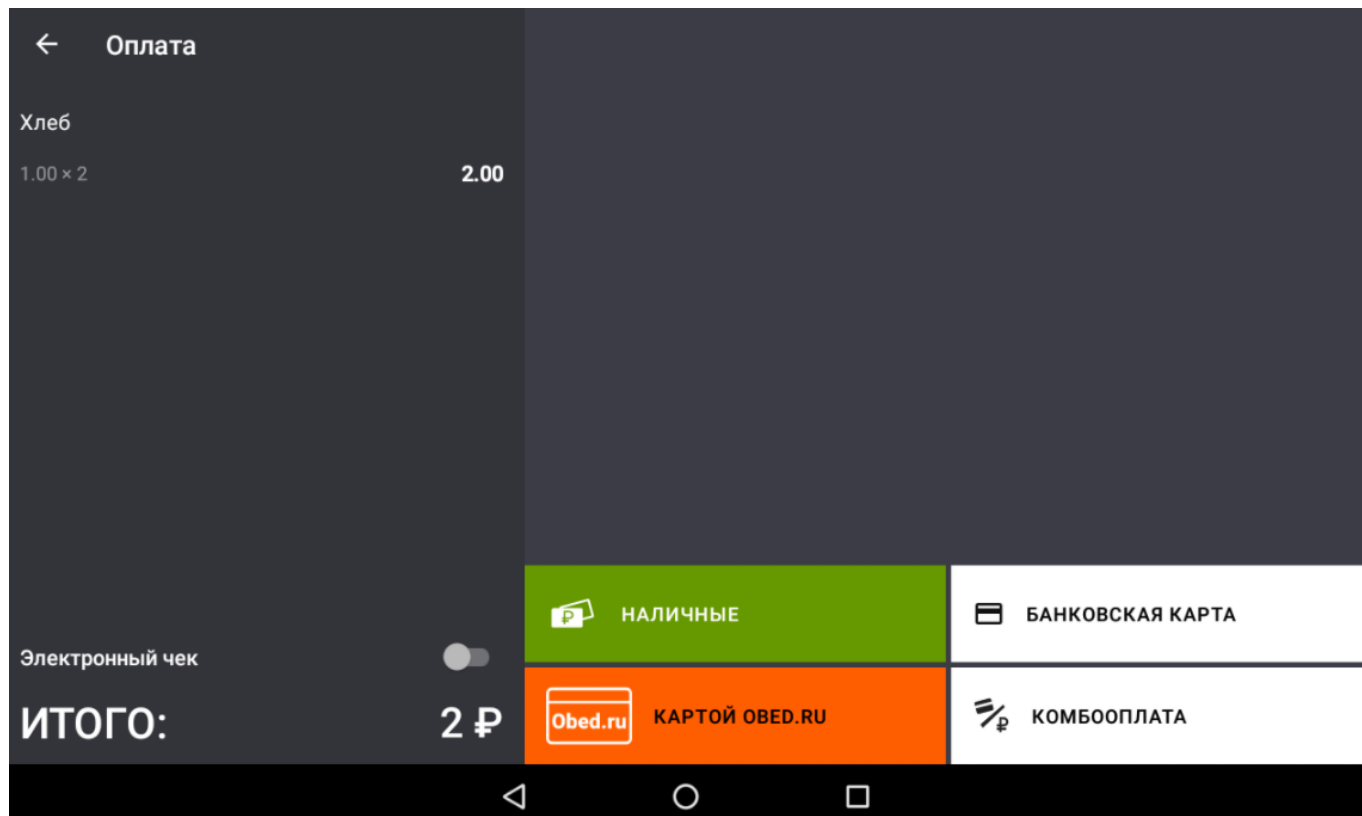 Оплата
Хлеб
1.00 × 2 2.00
Электронный чек
ИТОГО: 2 ₽
НАЛИЧНЫЕ
БАНКОВСКАЯ КАРТА
Obed.ru КАРТОЙ OBED.RU
КОМБООПЛАТА